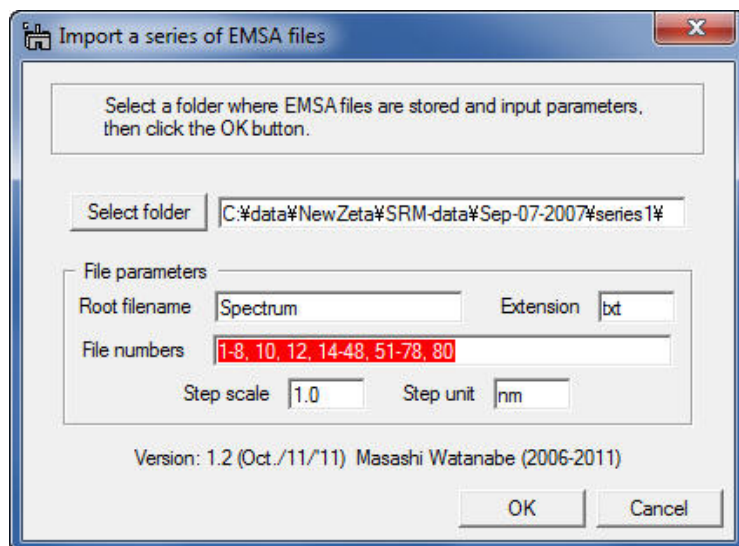 Import a series of EMSA files
Select a folder where EMSA files are stored and input parameters,
then click the OK button.
Select folder C:¥data¥NewZeta¥SRM-data¥Sep-07-2007¥series1¥
File parameters
Root filename Spectrum Extension txt
File numbers 1-8, 10, 12, 14-48, 51-78, 80
Step scale 1.0 Step unit nm
Version: 1.2 (Oct./11/'11) Masashi Watanabe (2006-2011)
OK Cancel